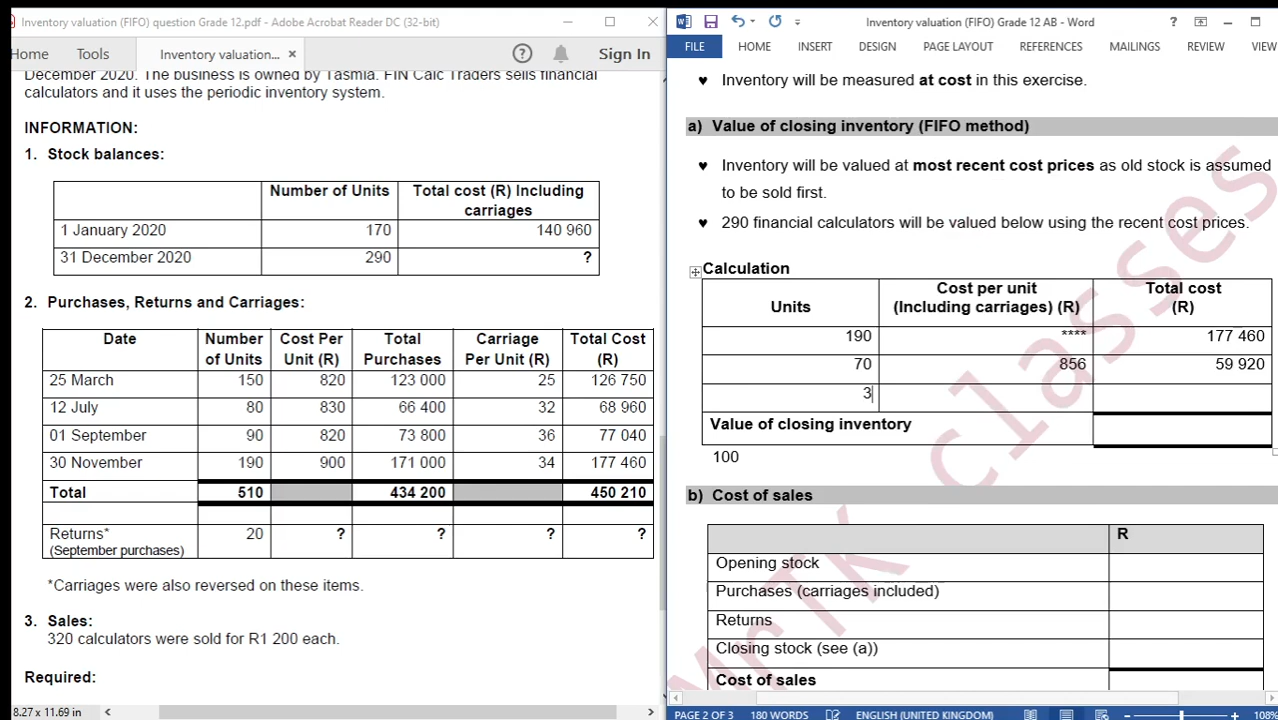 Inventory valuation (FIFO) question Grade 12.pdf - Adobe Acrobat Reader DC (32-bit)
Home Tools Inventory valuation... × Sign In
December 2020. The business is owned by Tasmia. FIN Calc Traders sells financial
calculators and it uses the periodic inventory system.
INFORMATION:
1. Stock balances:
Number of Units Total cost (R) Including
carriages
1 January 2020 170 140 960
31 December 2020 290 ?
2. Purchases, Returns and Carriages:
Date Number Cost Per Total Carriage Total Cost
of Units Unit (R) Purchases Per Unit (R) (R)
25 March 150 820 123 000 25 126 750
12 July 80 830 66 400 32 68 960
01 September 90 820 73 800 36 77 040
30 November 190 900 171 000 34 177 460
Total 510 434 200 450 210
Returns* 20 ? ? ? ?
(September purchases)
*Carriages were also reversed on these items.
3. Sales:
320 calculators were sold for R1 200 each.
Required:
8.27 x 11.69 in
Inventory valuation (FIFO) Grade 12 AB - Word
FILE HOME INSERT DESIGN PAGE LAYOUT REFERENCES MAILINGS REVIEW VIEW
♥ Inventory will be measured at cost in this exercise.
a) Value of closing inventory (FIFO method)
♥ Inventory will be valued at most recent cost prices as old stock is assumed
to be sold first.
♥ 290 financial calculators will be valued below using the recent cost prices.
Calculation
Units Cost per unit Total cost
(Including carriages) (R) (R)
190 **** 177 460
70 856 59 920
3
Value of closing inventory
100
b) Cost of sales
R
Opening stock
Purchases (carriages included)
Returns
Closing stock (see (a))
Cost of sales
MrTK classes
PAGE 2 OF 3 180 WORDS ENGLISH (UNITED KINGDOM) 108%